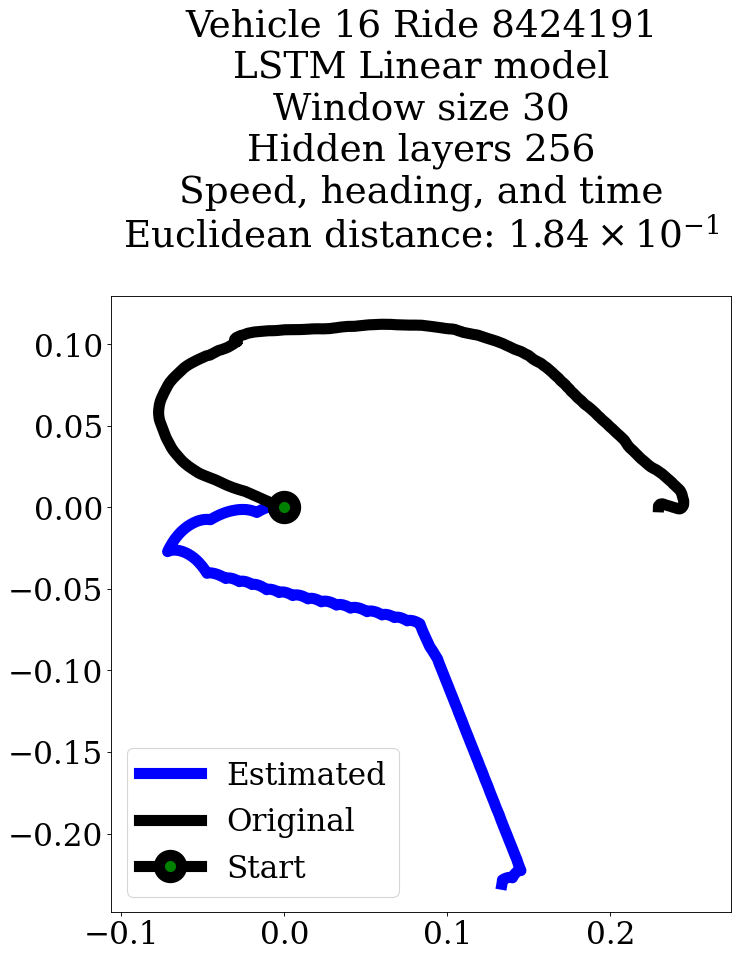 Vehicle 16 Ride 8424191
LSTM Linear model
Window size 30
Hidden layers 256
Speed, heading, and time
Euclidean distance: 1.84 × 10⁻¹
0.10
0.05
0.00
−0.05
−0.10
−0.15
−0.20
Estimated
Original
Start
−0.1 0.0 0.1 0.2